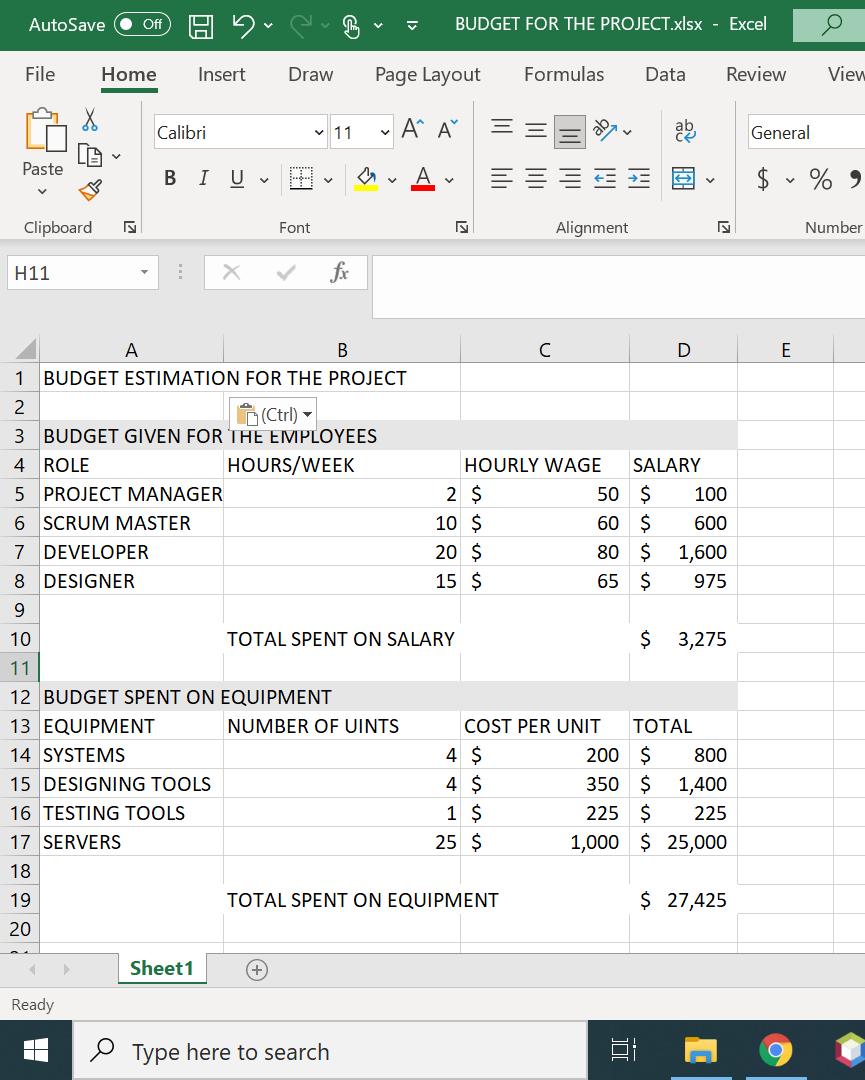 AutoSave Off BUDGET FOR THE PROJECT.xlsx - Excel
File Home Insert Draw Page Layout Formulas Data Review View
Calibri 11 A A ab General
Paste B I U A $ % 9
Clipboard Font Alignment Number
H11 fx
A B C D E
1 BUDGET ESTIMATION FOR THE PROJECT
2 (Ctrl)
3 BUDGET GIVEN FOR THE EMPLOYEES
4 ROLE HOURS/WEEK HOURLY WAGE SALARY
5 PROJECT MANAGER 2 $ 50 $ 100
6 SCRUM MASTER 10 $ 60 $ 600
7 DEVELOPER 20 $ 80 $ 1,600
8 DESIGNER 15 $ 65 $ 975
9
10 TOTAL SPENT ON SALARY $ 3,275
11
12 BUDGET SPENT ON EQUIPMENT
13 EQUIPMENT NUMBER OF UINTS COST PER UNIT TOTAL
14 SYSTEMS 4 $ 200 $ 800
15 DESIGNING TOOLS 4 $ 350 $ 1,400
16 TESTING TOOLS 1 $ 225 $ 225
17 SERVERS 25 $ 1,000 $ 25,000
18
19 TOTAL SPENT ON EQUIPMENT $ 27,425
20
Sheet1
Ready
Type here to search